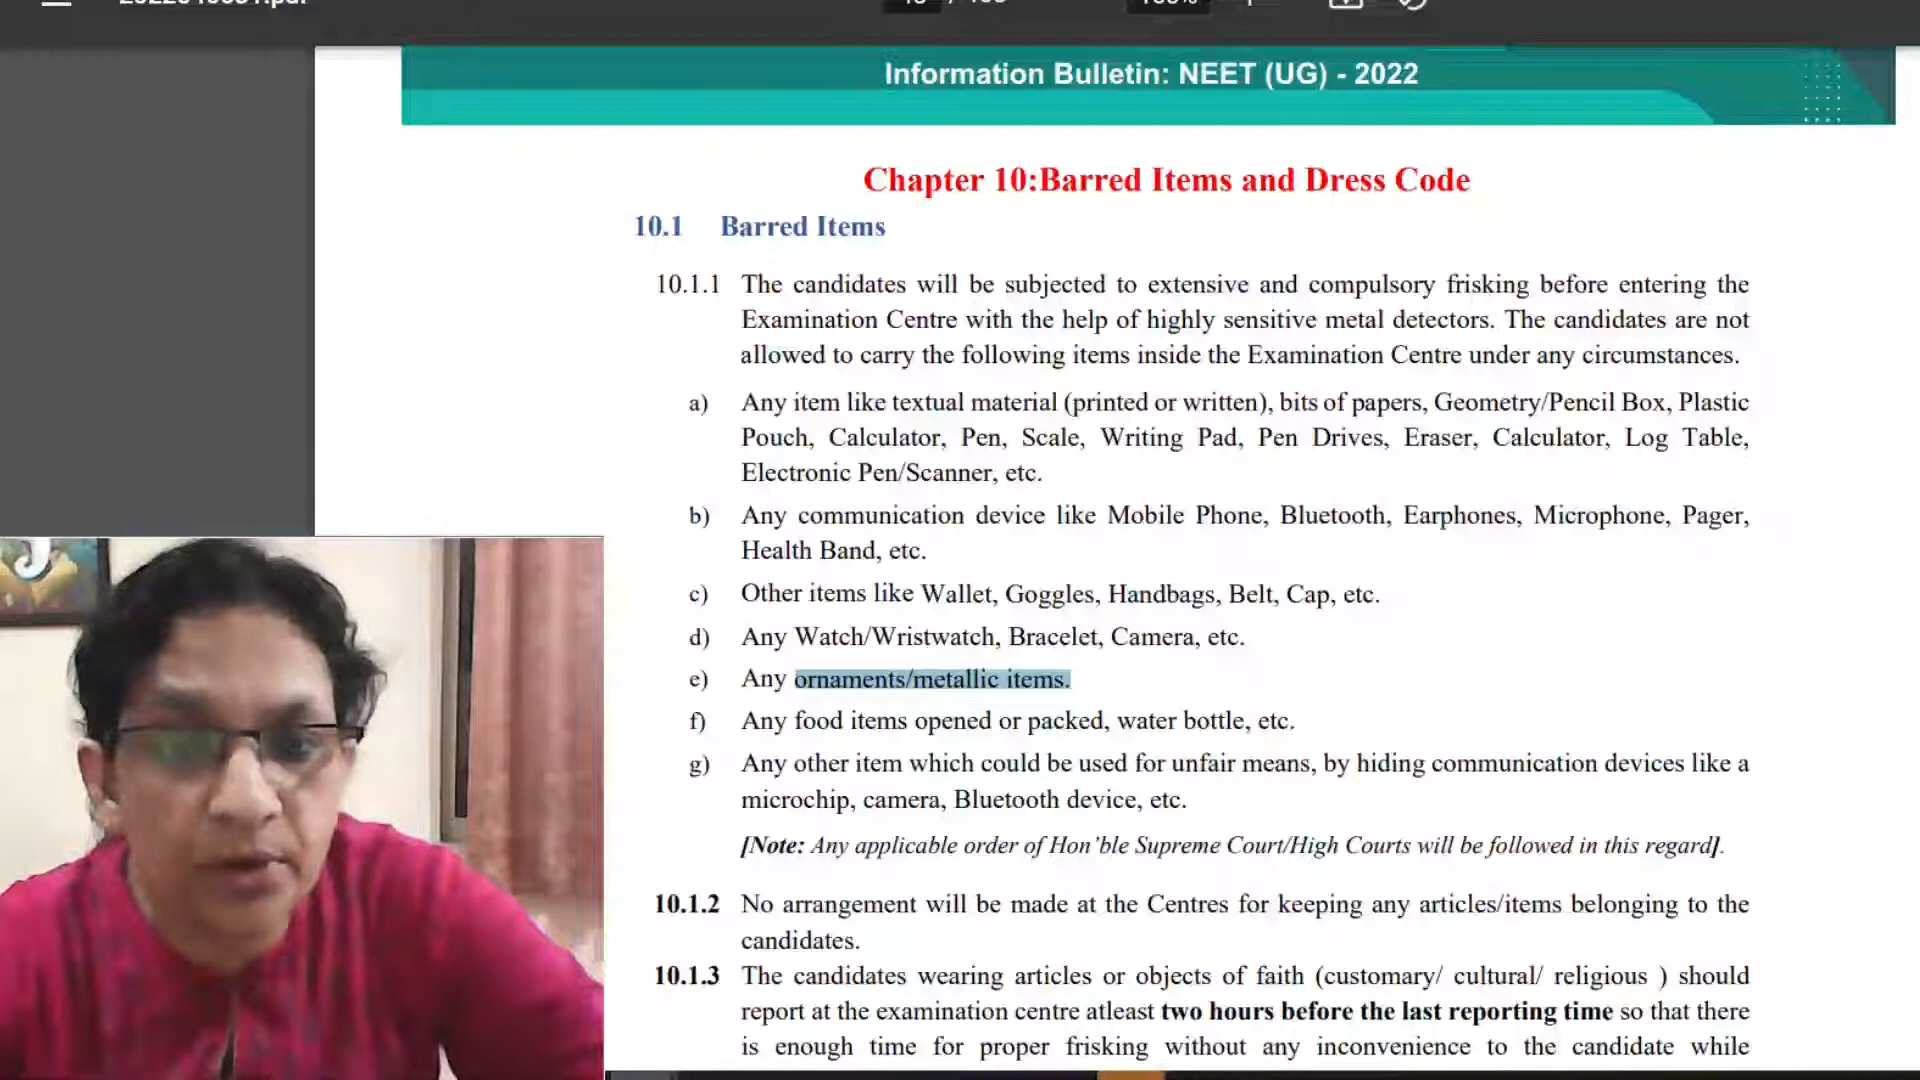 Information Bulletin: NEET (UG) - 2022
Chapter 10:Barred Items and Dress Code
10.1 Barred Items
10.1.1 The candidates will be subjected to extensive and compulsory frisking before entering the
Examination Centre with the help of highly sensitive metal detectors. The candidates are not
allowed to carry the following items inside the Examination Centre under any circumstances.
a) Any item like textual material (printed or written), bits of papers, Geometry/Pencil Box, Plastic
Pouch, Calculator, Pen, Scale, Writing Pad, Pen Drives, Eraser, Calculator, Log Table,
Electronic Pen/Scanner, etc.
b) Any communication device like Mobile Phone, Bluetooth, Earphones, Microphone, Pager,
Health Band, etc.
c) Other items like Wallet, Goggles, Handbags, Belt, Cap, etc.
d) Any Watch/Wristwatch, Bracelet, Camera, etc.
e) Any ornaments/metallic items.
f) Any food items opened or packed, water bottle, etc.
g) Any other item which could be used for unfair means, by hiding communication devices like a
microchip, camera, Bluetooth device, etc.
[Note: Any applicable order of Hon’ble Supreme Court/High Courts will be followed in this regard].
10.1.2 No arrangement will be made at the Centres for keeping any articles/items belonging to the
candidates.
10.1.3 The candidates wearing articles or objects of faith (customary/ cultural/ religious ) should
report at the examination centre atleast two hours before the last reporting time so that there
is enough time for proper frisking without any inconvenience to the candidate while